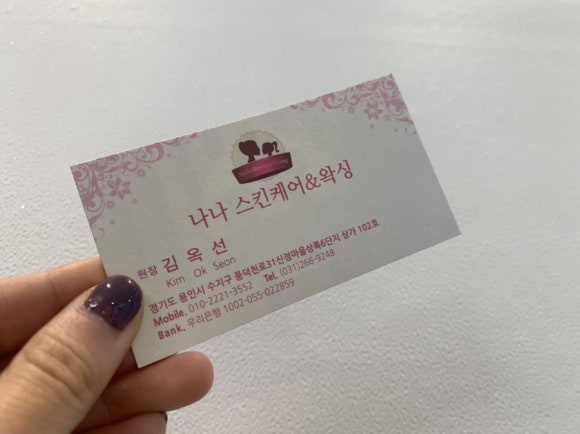 나나 스킨케어&왁싱
원장 김 옥 선
Kim Ok Seon
경기도 용인시 수지구 풍덕천로31신정마을상록6단지 상가 102호
Mobile. 010-2221-3552 Tel. (031)266-9248
Bank. 우리은행 1002-055-022859